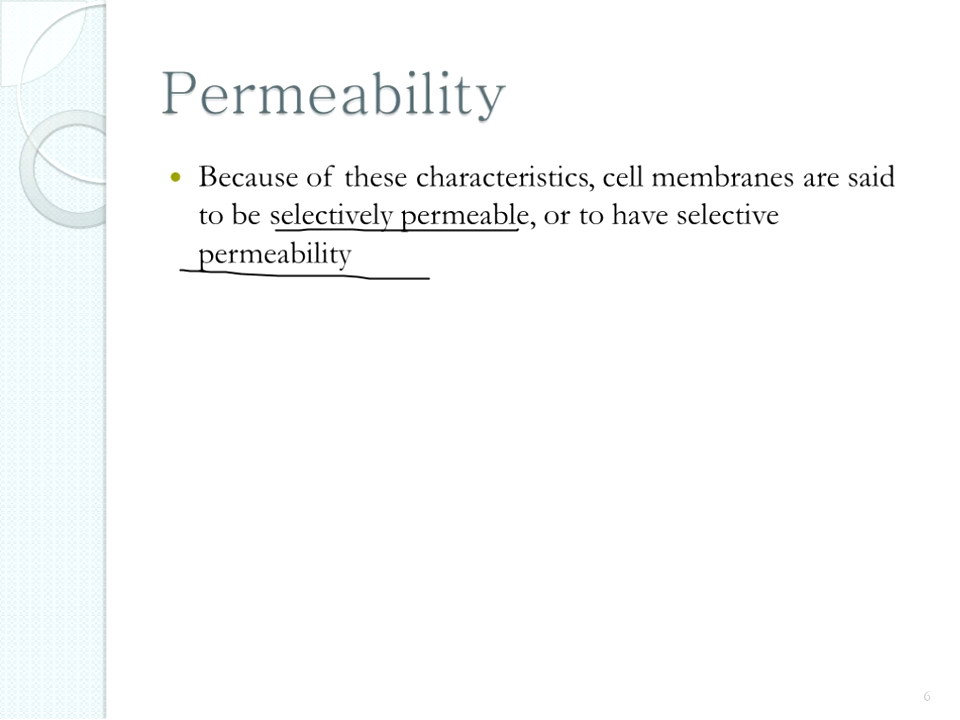 Permeability
Because of these characteristics, cell membranes are said
to be selectively permeable, or to have selective
permeability
6